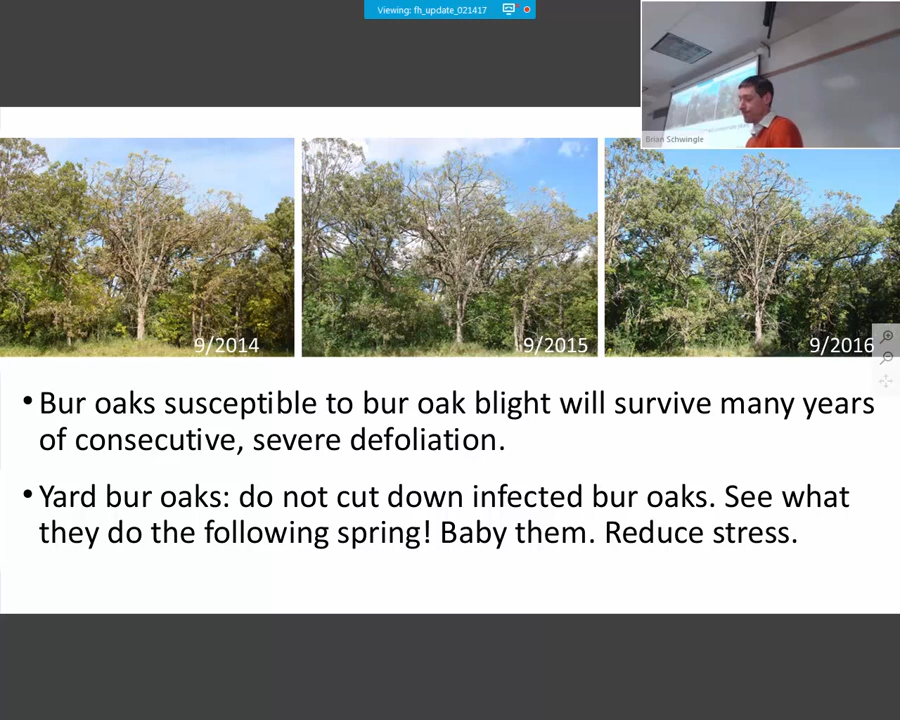 Viewing: fh_update_021417
Brian Schwingle
9/2014
9/2015
9/2016
• Bur oaks susceptible to bur oak blight will survive many years
of consecutive, severe defoliation.
• Yard bur oaks: do not cut down infected bur oaks. See what
they do the following spring! Baby them. Reduce stress.